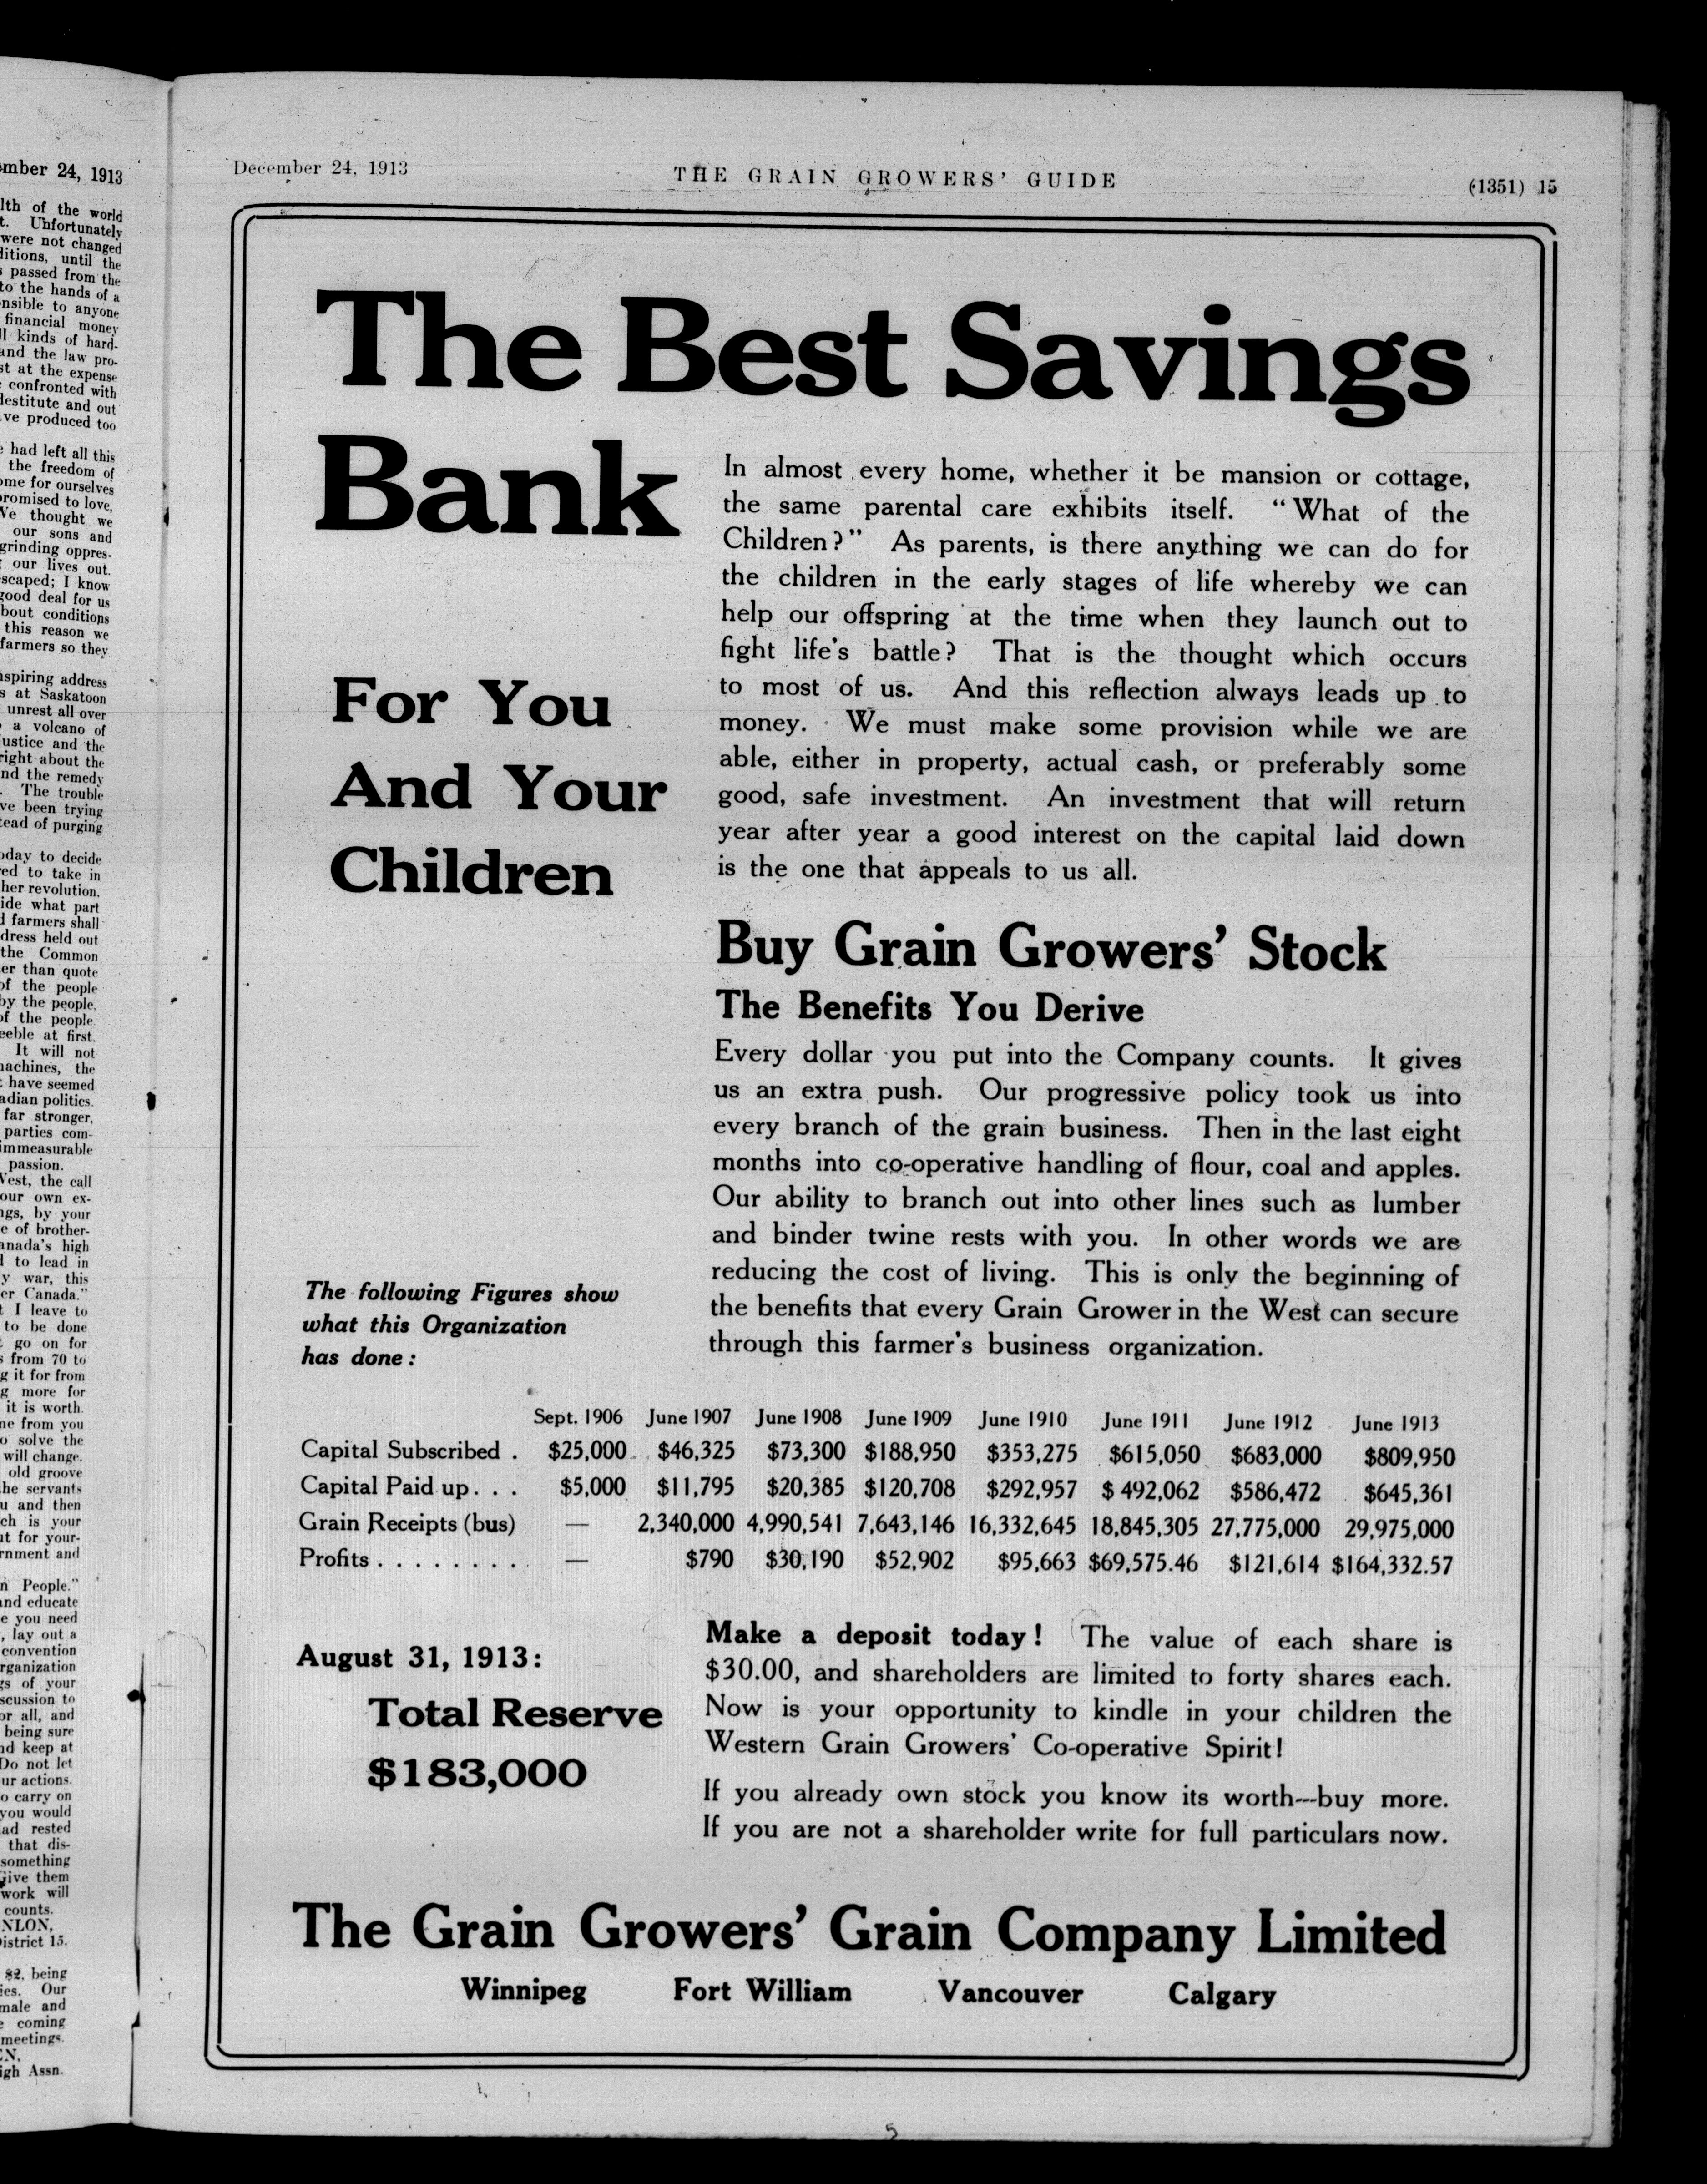 December 24, 1913
THE GRAIN GROWERS' GUIDE
(1351) 15
The Best Savings
Bank
For You
And Your
Children
In almost every home, whether it be mansion or cottage,
the same parental care exhibits itself. "What of the
Children?" As parents, is there anything we can do for
the children in the early stages of life whereby we can
help our offspring at the time when they launch out to
fight life's battle? That is the thought which occurs
to most of us. And this reflection always leads up to
money. We must make some provision while we are
able, either in property, actual cash, or preferably some
good, safe investment. An investment that will return
year after year a good interest on the capital laid down
is the one that appeals to us all.
Buy Grain Growers' Stock
The Benefits You Derive
Every dollar you put into the Company counts. It gives
us an extra push. Our progressive policy took us into
every branch of the grain business. Then in the last eight
months into co-operative handling of flour, coal and apples.
Our ability to branch out into other lines such as lumber
and binder twine rests with you. In other words we are
reducing the cost of living. This is only the beginning of
the benefits that every Grain Grower in the West can secure
through this farmer's business organization.
The following Figures show
what this Organization
has done:
Sept. 1906 June 1907 June 1908 June 1909 June 1910 June 1911 June 1912 June 1913
Capital Subscribed . $25,000 $46,325 $73,300 $188,950 $353,275 $615,050 $683,000 $809,950
Capital Paid up. . . $5,000 $11,795 $20,385 $120,708 $292,957 $ 492,062 $586,472 $645,361
Grain Receipts (bus) — 2,340,000 4,990,541 7,643,146 16,332,645 18,845,305 27,775,000 29,975,000
Profits . . . . . . . . . — $790 $30,190 $52,902 $95,663 $69,575.46 $121,614 $164,332.57
August 31, 1913:
Total Reserve
$183,000
Make a deposit today! The value of each share is
$30.00, and shareholders are limited to forty shares each.
Now is your opportunity to kindle in your children the
Western Grain Growers' Co-operative Spirit!
If you already own stock you know its worth---buy more.
If you are not a shareholder write for full particulars now.
The Grain Growers' Grain Company Limited
Winnipeg Fort William Vancouver Calgary